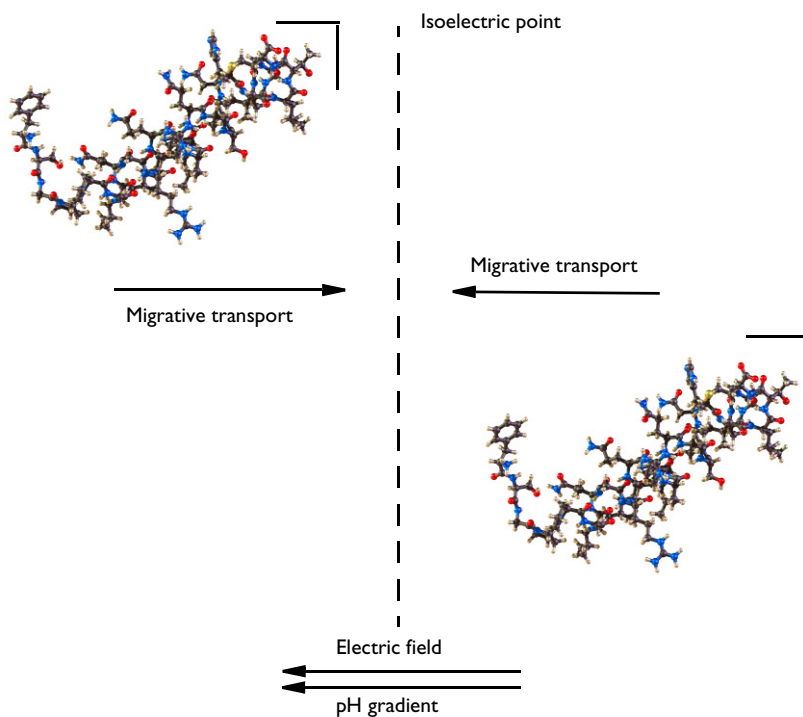 Isoelectric point
Migrative transport
Migrative transport
Electric field
pH gradient